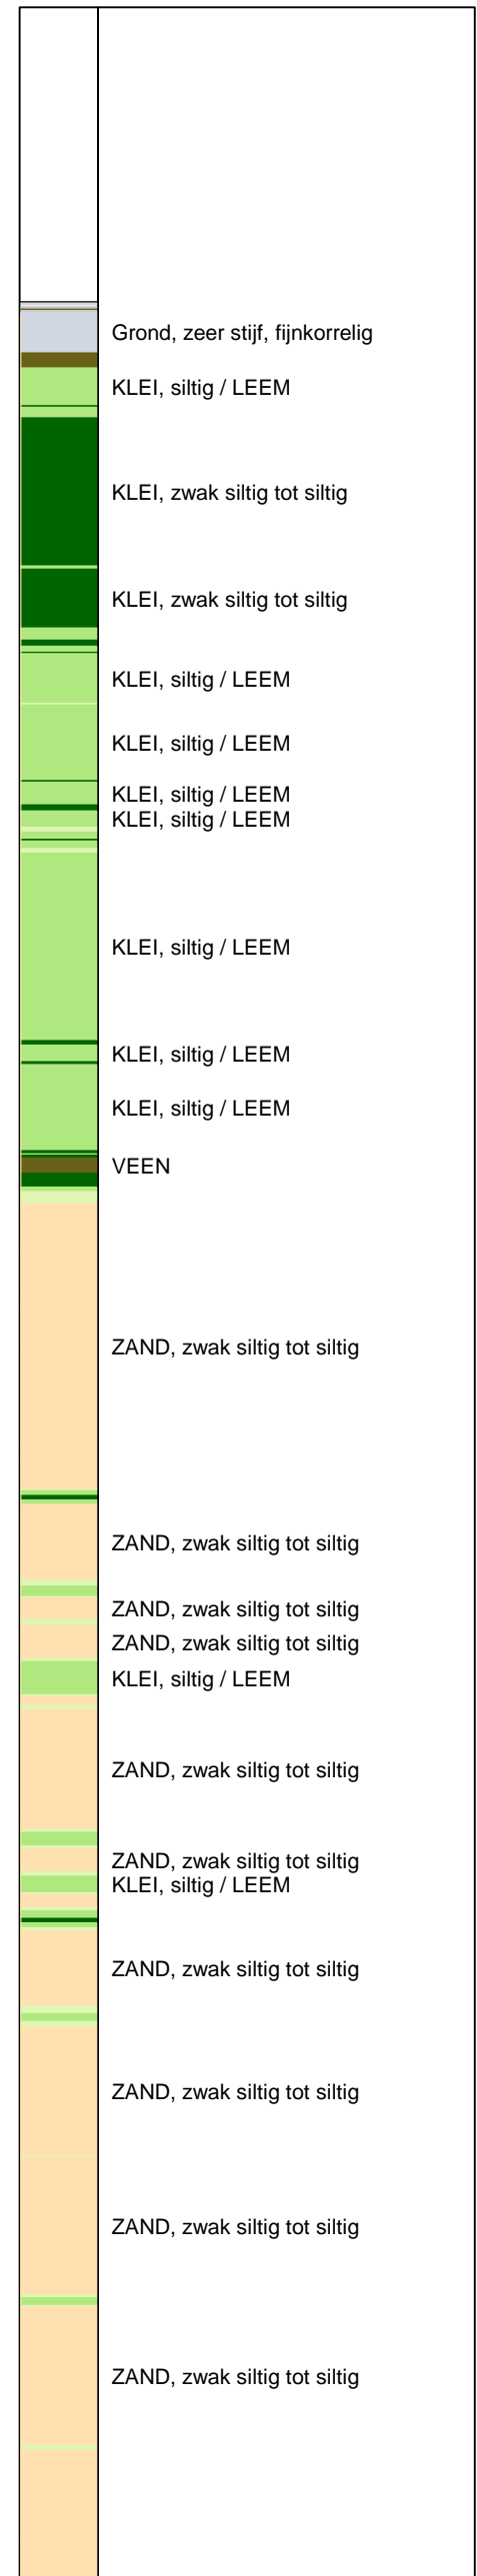 Grond, zeer stijf, fijnkorrelig
KLEI, siltig / LEEM
KLEI, zwak siltig tot siltig
KLEI, zwak siltig tot siltig
KLEI, siltig / LEEM
KLEI, siltig / LEEM
KLEI, siltig / LEEM
KLEI, siltig / LEEM
KLEI, siltig / LEEM
KLEI, siltig / LEEM
KLEI, siltig / LEEM
VEEN
ZAND, zwak siltig tot siltig
ZAND, zwak siltig tot siltig
ZAND, zwak siltig tot siltig
ZAND, zwak siltig tot siltig
KLEI, siltig / LEEM
ZAND, zwak siltig tot siltig
ZAND, zwak siltig tot siltig
KLEI, siltig / LEEM
ZAND, zwak siltig tot siltig
ZAND, zwak siltig tot siltig
ZAND, zwak siltig tot siltig
ZAND, zwak siltig tot siltig